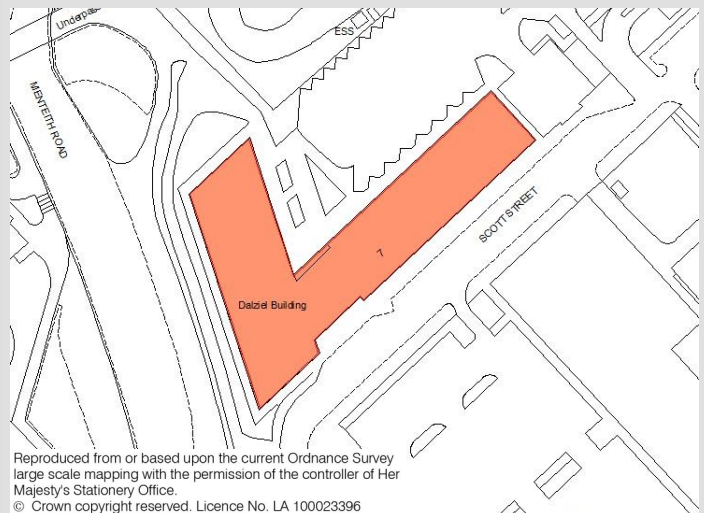 Underpass
ESS
MENTEITH ROAD
SCOTT STREET
7
Dalziel Building
Reproduced from or based upon the current Ordnance Survey
large scale mapping with the permission of the controller of Her
Majesty's Stationery Office.
© Crown copyright reserved. Licence No. LA 100023396